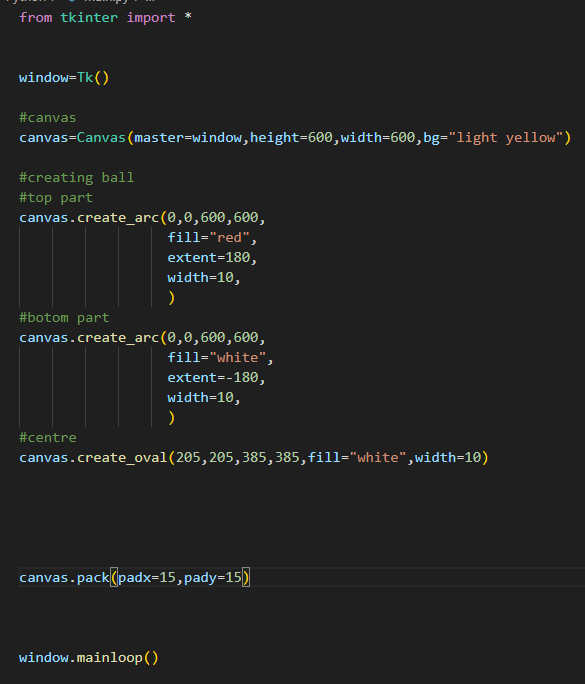 from tkinter import *
window=Tk()
#canvas
canvas=Canvas(master=window,height=600,width=600,bg="light yellow")
#creating ball
#top part
canvas.create_arc(0,0,600,600,
fill="red",
extent=180,
width=10,
)
#botom part
canvas.create_arc(0,0,600,600,
fill="white",
extent=-180,
width=10,
)
#centre
canvas.create_oval(205,205,385,385,fill="white",width=10)
canvas.pack(padx=15,pady=15)
window.mainloop()